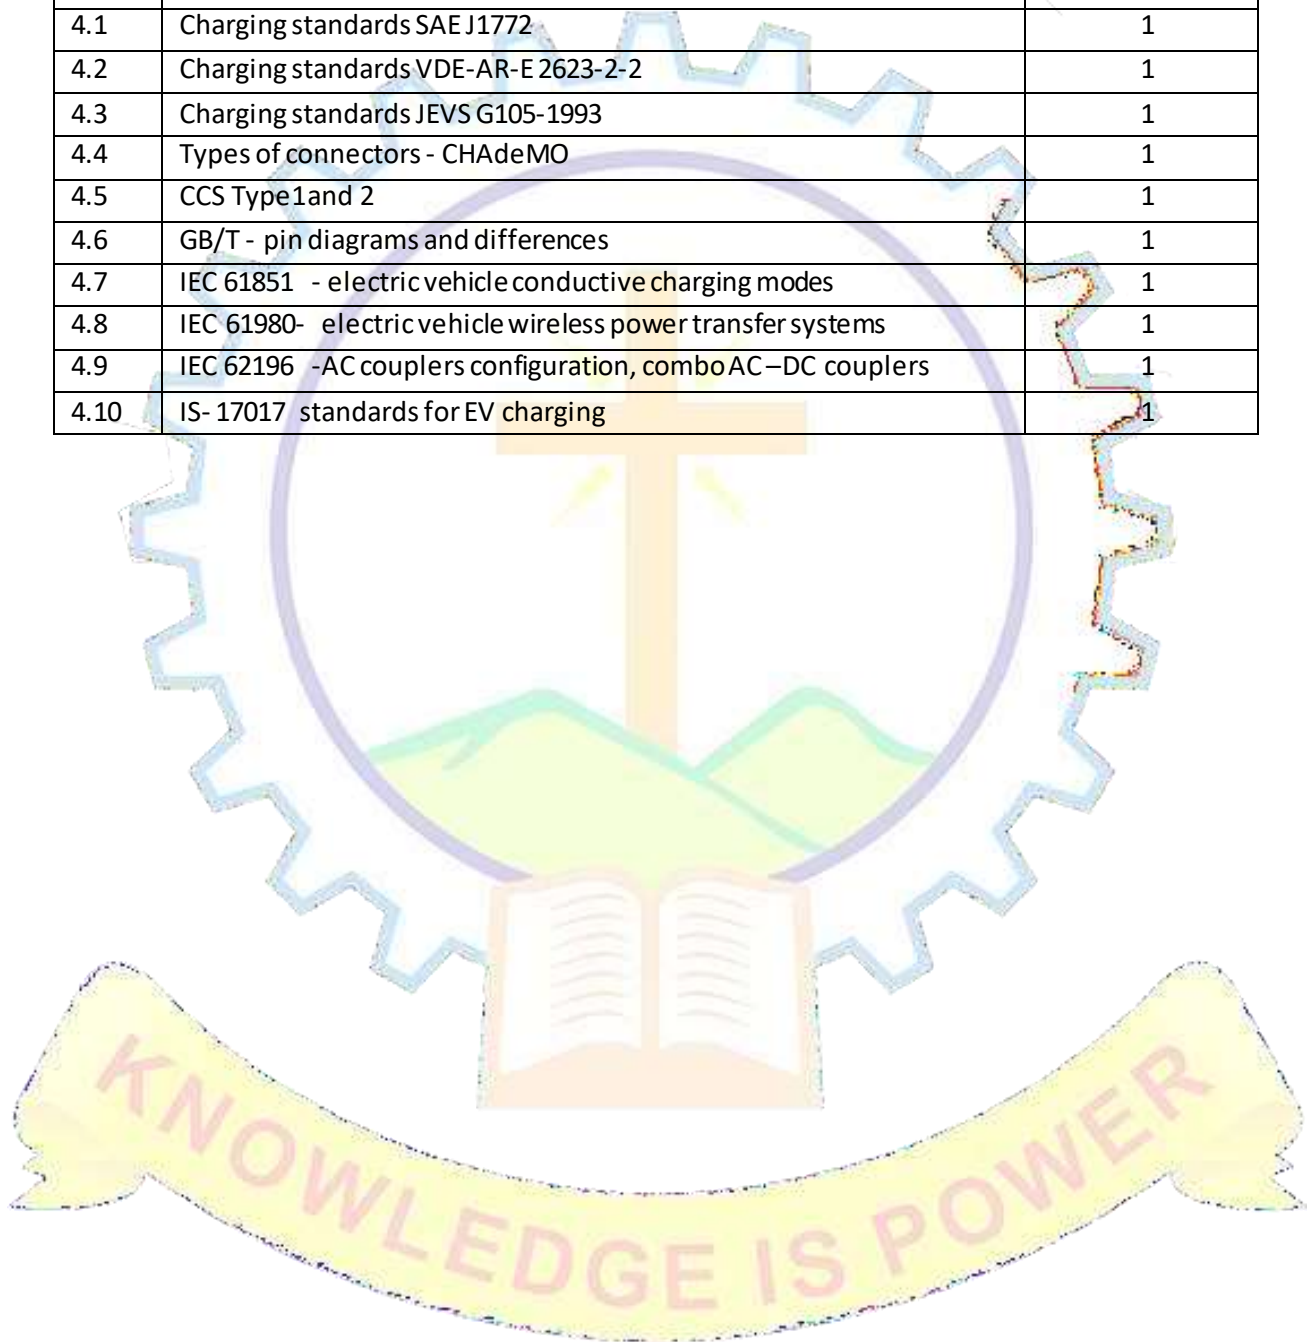 4.1 Charging standards SAE J1772 1
4.2 Charging standards VDE-AR-E 2623-2-2 1
4.3 Charging standards JEVS G105-1993 1
4.4 Types of connectors - CHAdeMO 1
4.5 CCS Type1and 2 1
4.6 GB/T - pin diagrams and differences 1
4.7 IEC 61851 - electric vehicle conductive charging modes 1
4.8 IEC 61980- electric vehicle wireless power transfer systems 1
4.9 IEC 62196 -AC couplers configuration, combo AC –DC couplers 1
4.10 IS- 17017 standards for EV charging 1
KNOWLEDGE IS POWER